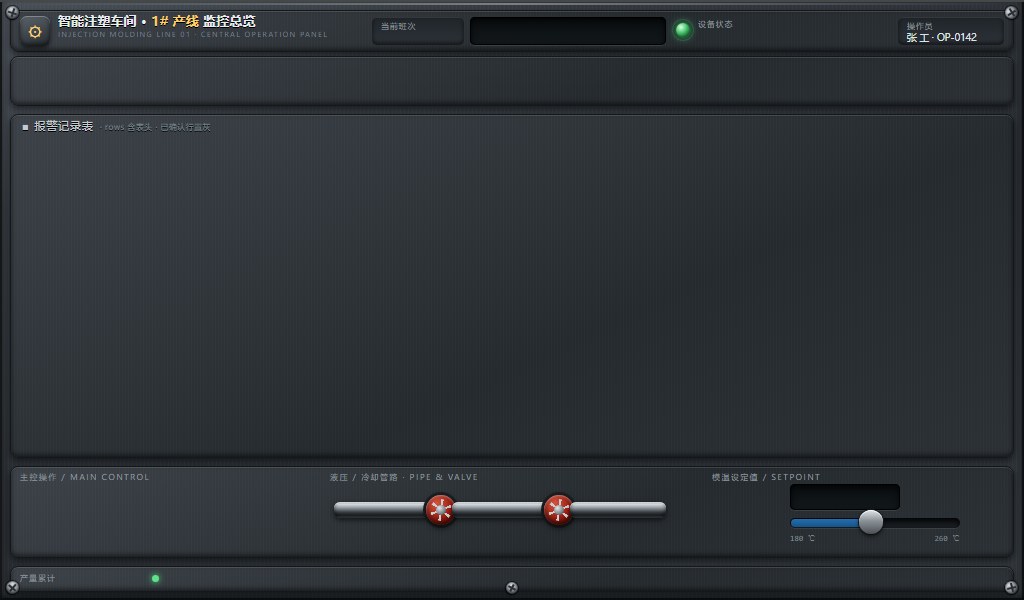 智能注塑车间 • 1# 产线 监控总览
INJECTION MOLDING LINE 01 · CENTRAL OPERATION PANEL
当前班次
设备状态
操作员
张工 · OP-0142
■ 报警记录表 · rows 含表头 · 已确认行置灰
主控操作 / MAIN CONTROL
液压 / 冷却管路 · PIPE & VALVE
模温设定值 / SETPOINT
180 ℃
260 ℃
产量累计